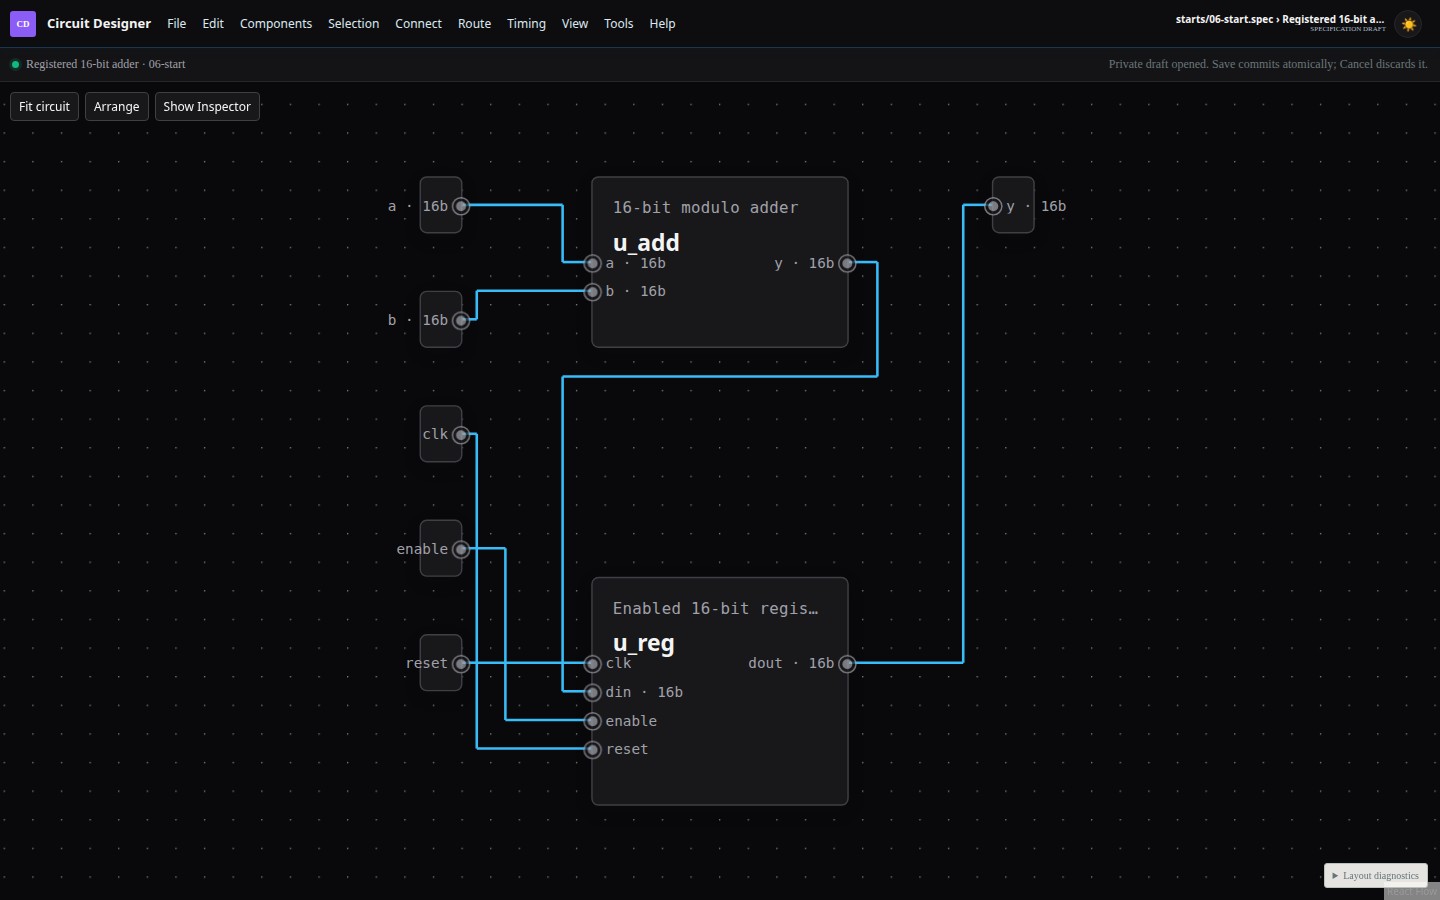 CD Circuit Designer File Edit Components Selection Connect Route Timing View Tools Help
starts/06-start.spec › Registered 16-bit a...
SPECIFICATION DRAFT
Registered 16-bit adder · 06-start
Private draft opened. Save commits atomically; Cancel discards it.
Fit circuit Arrange Show Inspector
a · 16b
16-bit modulo adder
u_add
a · 16b
y · 16b
b · 16b
y · 16b
b · 16b
clk
enable
reset
Enabled 16-bit regis…
u_reg
clk
dout · 16b
din · 16b
enable
reset
▶ Layout diagnostics
React Flow